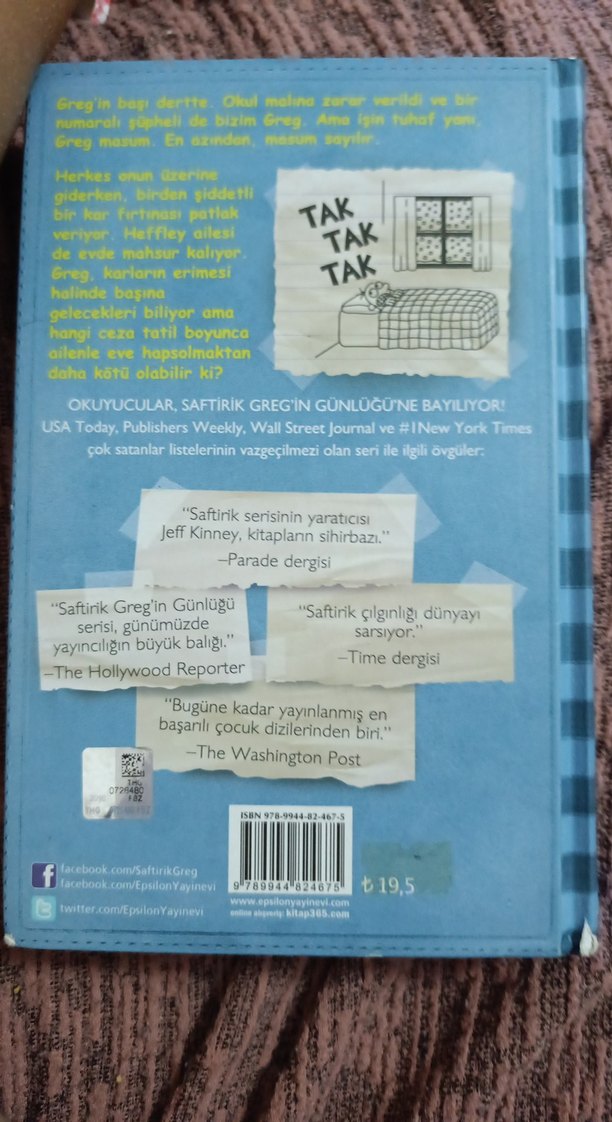 Greg'in başı dertte. Okul malına zarar verildi ve bir
numaralı şüpheli de bizim Greg. Ama işin tuhaf yanı,
Greg masum. En azından, masum sayılır.
Herkes onun üzerine
giderken, birden şiddetli
bir kar fırtınası patlak
veriyor. Heffley ailesi
de evde mahsur kalıyor.
Greg, karların erimesi
halinde başına
gelecekleri biliyor ama
hangi ceza tatil boyunca
ailenle eve hapsolmaktan
daha kötü olabilir ki?
TAK
TAK
TAK
OKUYUCULAR, SAFTİRİK GREG'İN GÜNLÜĞÜ'NE BAYILIYOR!
USA Today, Publishers Weekly, Wall Street Journal ve #1New York Times
çok satanlar listelerinin vazgeçilmezi olan seri ile ilgili övgüler:
"Saftirik serisinin yaratıcısı
Jeff Kinney, kitapların sihirbazı."
–Parade dergisi
"Saftirik Greg'in Günlüğü
serisi, günümüzde
yayıncılığın büyük balığı."
–The Hollywood Reporter
"Saftirik çılgınlığı dünyayı
sarsıyor."
–Time dergisi
"Bugüne kadar yayınlanmış en
başarılı çocuk dizilerinden biri."
–The Washington Post
THG
0726480
FBZ
ISBN 978-9944-82-467-5
9 789944 824675
₺ 19,5
www.epsilonyayinevi.com
online alışveriş: kitap365.com
facebook.com/SaftirikGreg
facebook.com/EpsilonYayinevi
twitter.com/EpsilonYayinevi